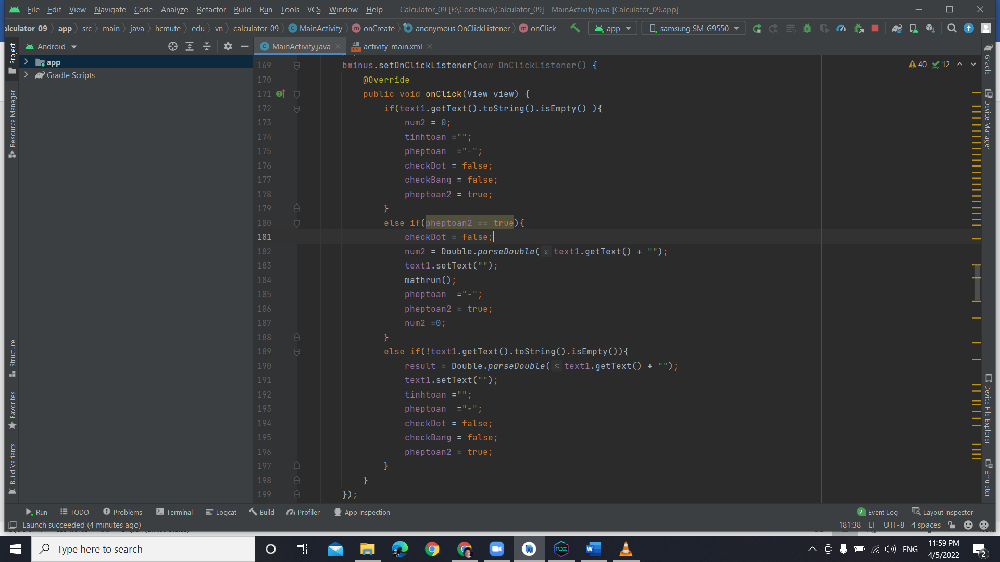 File Edit View Navigate Code Analyze Refactor Build Run Tools VCS Window Help Calculator_09 [F:\CodeJava\Calculator_09] - MainActivity.java [Calculator_09.app]
alculator_09 app src main java hcmute edu vn calculator_09 MainActivity onCreate anonymous OnClickListener onClick app samsung SM-G9550
Android MainActivity.java activity_main.xml
app
Gradle Scripts
Project
Resource Manager
Structure
Favorites
Build Variants
40 12
169 bminus.setOnClickListener(new OnClickListener() {
170 @Override
171 public void onClick(View view) {
172 if(text1.getText().toString().isEmpty() ){
173 num2 = 0;
174 tinhtoan ="";
175 pheptoan  ="-";
176 checkDot = false;
177 checkBang = false;
178 pheptoan2 = true;
179 }
180 else if(pheptoan2 == true){
181 checkDot = false;
182 num2 = Double.parseDouble( s: text1.getText() + "");
183 text1.setText("");
184 mathrun();
185 pheptoan  ="-";
186 pheptoan2 = true;
187 num2 =0;
188 }
189 else if(!text1.getText().toString().isEmpty()){
190 result = Double.parseDouble( s: text1.getText() + "");
191 text1.setText("");
192 tinhtoan ="";
193 pheptoan  ="-";
194 checkDot = false;
195 checkBang = false;
196 pheptoan2 = true;
197 }
198 }
199 });
Gradle
Device Manager
Device File Explorer
Emulator
Run TODO Problems Terminal Logcat Build Profiler App Inspection 2 Event Log Layout Inspector
Launch succeeded (4 minutes ago) 181:38 LF UTF-8 4 spaces
Type here to search
ENG
11:59 PM
4/5/2022
2